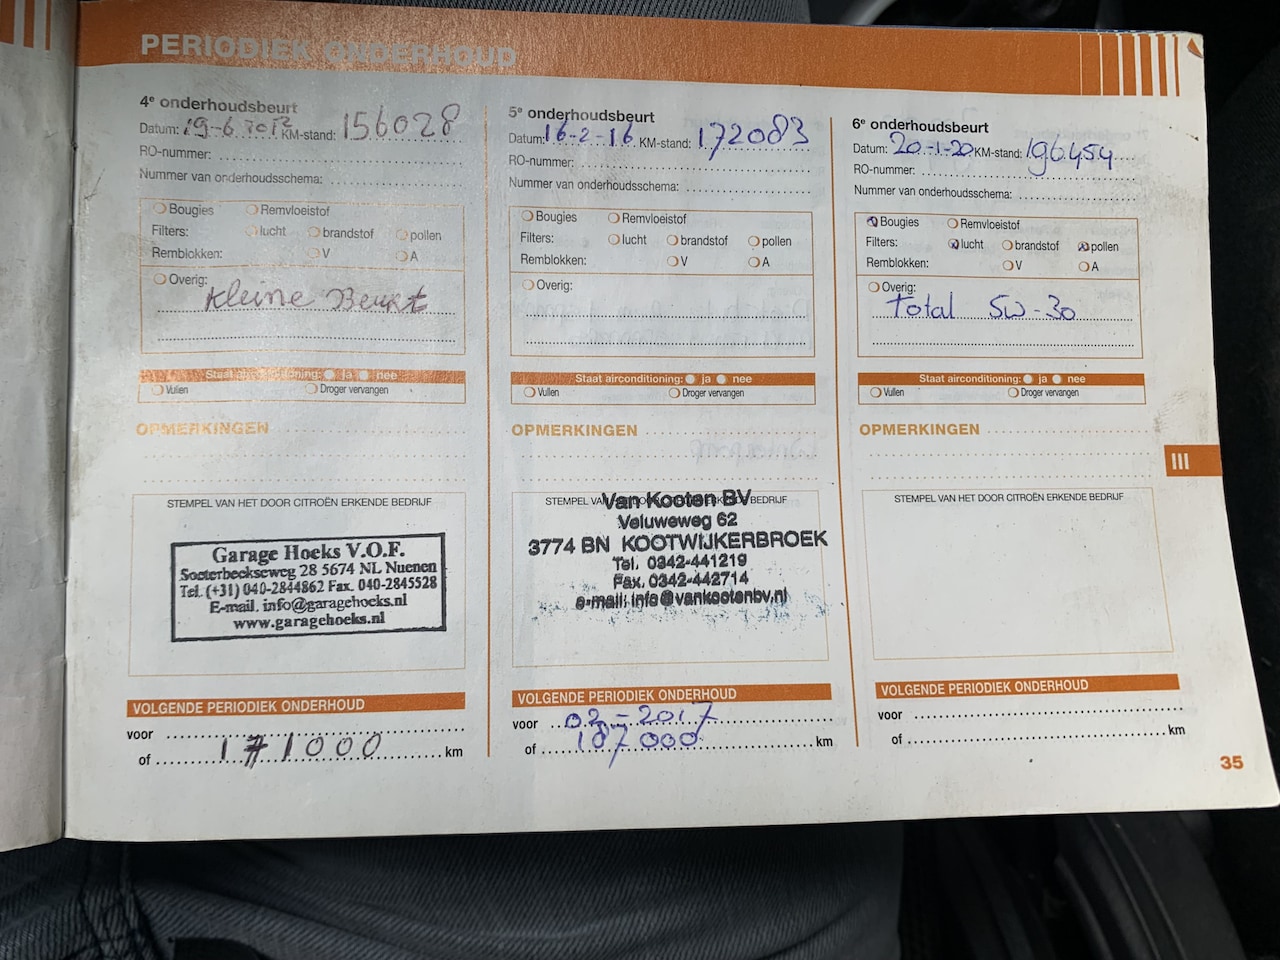 PERIODIEK ONDERHOUD
4e onderhoudsbeurt
Datum: 19-6 2012 KM-stand: 156028
RO-nummer:
Nummer van onderhoudsschema:
Bougies Remvloeistof
Filters: lucht brandstof pollen
Remblokken: V A
Overig:
Kleine Beurt
Staat airconditioning: ja nee
Vullen Droger vervangen
OPMERKINGEN
STEMPEL VAN HET DOOR CITROËN ERKENDE BEDRIJF
Garage Hoeks V.O.F.
Soeterbeekseweg 28 5674 NL Nuenen
Tel. (+31) 040-2844862 Fax. 040-2845528
E-mail. info@garagehoeks.nl
www.garagehoeks.nl
VOLGENDE PERIODIEK ONDERHOUD
voor
of 171000 km
5e onderhoudsbeurt
Datum: 16-2-16 KM-stand: 172083
RO-nummer:
Nummer van onderhoudsschema:
Bougies Remvloeistof
Filters: lucht brandstof pollen
Remblokken: V A
Overig:
Staat airconditioning: ja nee
Vullen Droger vervangen
OPMERKINGEN
STEMPEL VAN HET DOOR CITROËN ERKENDE BEDRIJF
Van Kooten BV
Veluweweg 62
3774 BN KOOTWIJKERBROEK
Tel. 0342-441219
Fax. 0342-442714
e-mail: info@vankootenbv.nl
VOLGENDE PERIODIEK ONDERHOUD
voor 02-2017
of 187000 km
6e onderhoudsbeurt
Datum: 20-1-20 KM-stand: 196454
RO-nummer:
Nummer van onderhoudsschema:
Bougies Remvloeistof
Filters: lucht brandstof pollen
Remblokken: V A
Overig:
Total 5W-30
Staat airconditioning: ja nee
Vullen Droger vervangen
OPMERKINGEN
STEMPEL VAN HET DOOR CITROËN ERKENDE BEDRIJF
VOLGENDE PERIODIEK ONDERHOUD
voor
of km
III
35